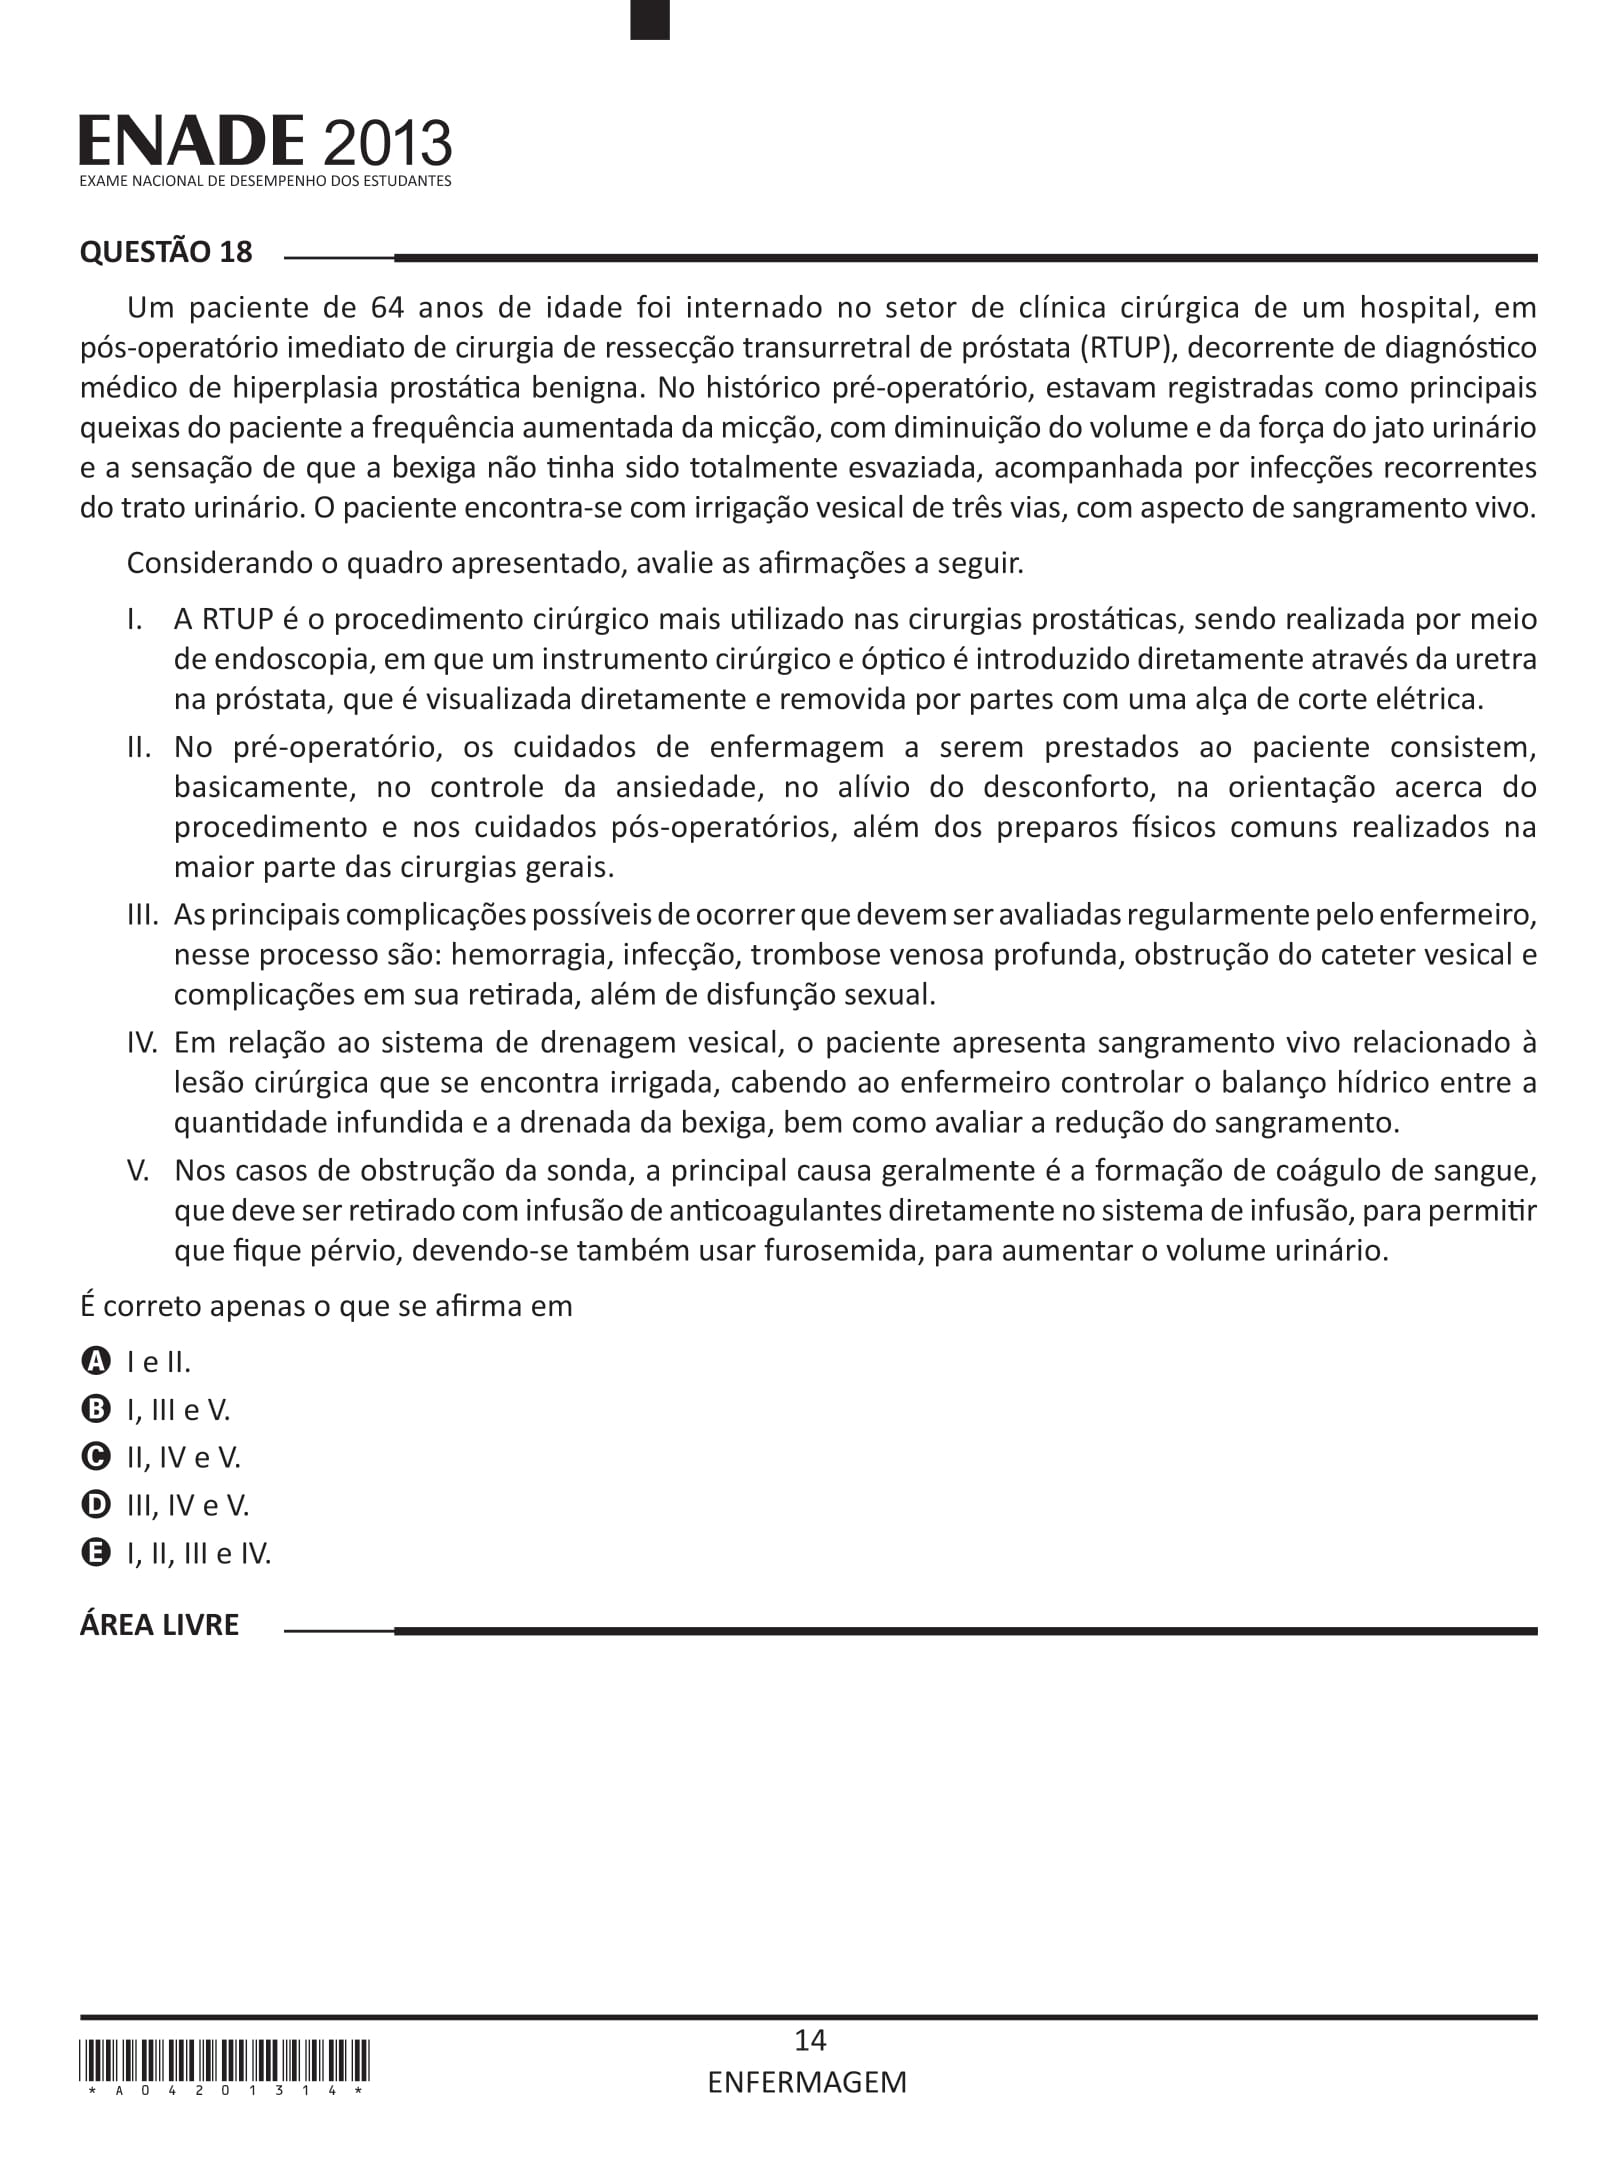 ENADE 2013
EXAME NACIONAL DE DESEMPENHO DOS ESTUDANTES
QUESTÃO 18
Um paciente de 64 anos de idade foi internado no setor de clínica cirúrgica de um hospital, em
pós-operatório imediato de cirurgia de ressecção transurretral de próstata (RTUP), decorrente de diagnóstico
médico de hiperplasia prostática benigna. No histórico pré-operatório, estavam registradas como principais
queixas do paciente a frequência aumentada da micção, com diminuição do volume e da força do jato urinário
e a sensação de que a bexiga não tinha sido totalmente esvaziada, acompanhada por infecções recorrentes
do trato urinário. O paciente encontra-se com irrigação vesical de três vias, com aspecto de sangramento vivo.
Considerando o quadro apresentado, avalie as afirmações a seguir.
I. A RTUP é o procedimento cirúrgico mais utilizado nas cirurgias prostáticas, sendo realizada por meio
de endoscopia, em que um instrumento cirúrgico e óptico é introduzido diretamente através da uretra
na próstata, que é visualizada diretamente e removida por partes com uma alça de corte elétrica.
II. No pré-operatório, os cuidados de enfermagem a serem prestados ao paciente consistem,
basicamente, no controle da ansiedade, no alívio do desconforto, na orientação acerca do
procedimento e nos cuidados pós-operatórios, além dos preparos físicos comuns realizados na
maior parte das cirurgias gerais.
III. As principais complicações possíveis de ocorrer que devem ser avaliadas regularmente pelo enfermeiro,
nesse processo são: hemorragia, infecção, trombose venosa profunda, obstrução do cateter vesical e
complicações em sua retirada, além de disfunção sexual.
IV. Em relação ao sistema de drenagem vesical, o paciente apresenta sangramento vivo relacionado à
lesão cirúrgica que se encontra irrigada, cabendo ao enfermeiro controlar o balanço hídrico entre a
quantidade infundida e a drenada da bexiga, bem como avaliar a redução do sangramento.
V. Nos casos de obstrução da sonda, a principal causa geralmente é a formação de coágulo de sangue,
que deve ser retirado com infusão de anticoagulantes diretamente no sistema de infusão, para permitir
que fique pérvio, devendo-se também usar furosemida, para aumentar o volume urinário.
É correto apenas o que se afirma em
A I e II.
B I, III e V.
C II, IV e V.
D III, IV e V.
E I, II, III e IV.
ÁREA LIVRE
14
ENFERMAGEM
* A 0 4 2 0 1 3 1 4 *